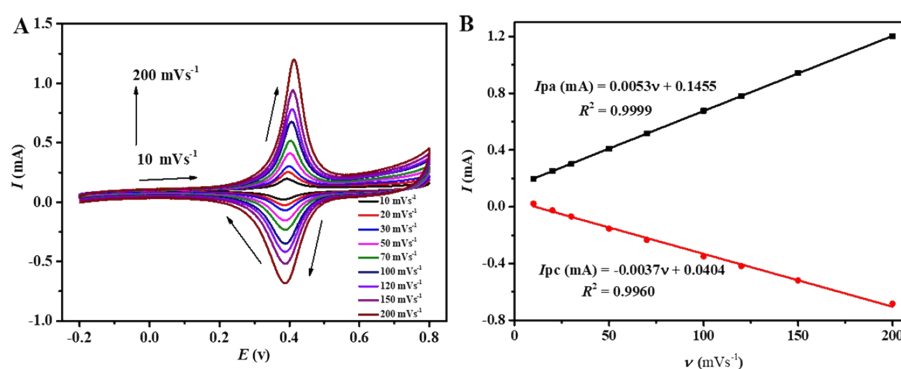 A
200 mVs⁻¹
10 mVs⁻¹
I (mA)
1.5
1.0
0.5
0.0
-0.5
-1.0
-0.2
0.0
0.2
0.4
0.6
0.8
E (v)
10 mVs⁻¹
20 mVs⁻¹
30 mVs⁻¹
50 mVs⁻¹
70 mVs⁻¹
100 mVs⁻¹
120 mVs⁻¹
150 mVs⁻¹
200 mVs⁻¹
B
I (mA)
1.2
0.8
0.4
0.0
-0.4
-0.8
Ipa (mA) = 0.0053ν + 0.1455
R² = 0.9999
Ipc (mA) = -0.0037ν + 0.0404
R² = 0.9960
0
50
100
150
200
ν (mVs⁻¹)